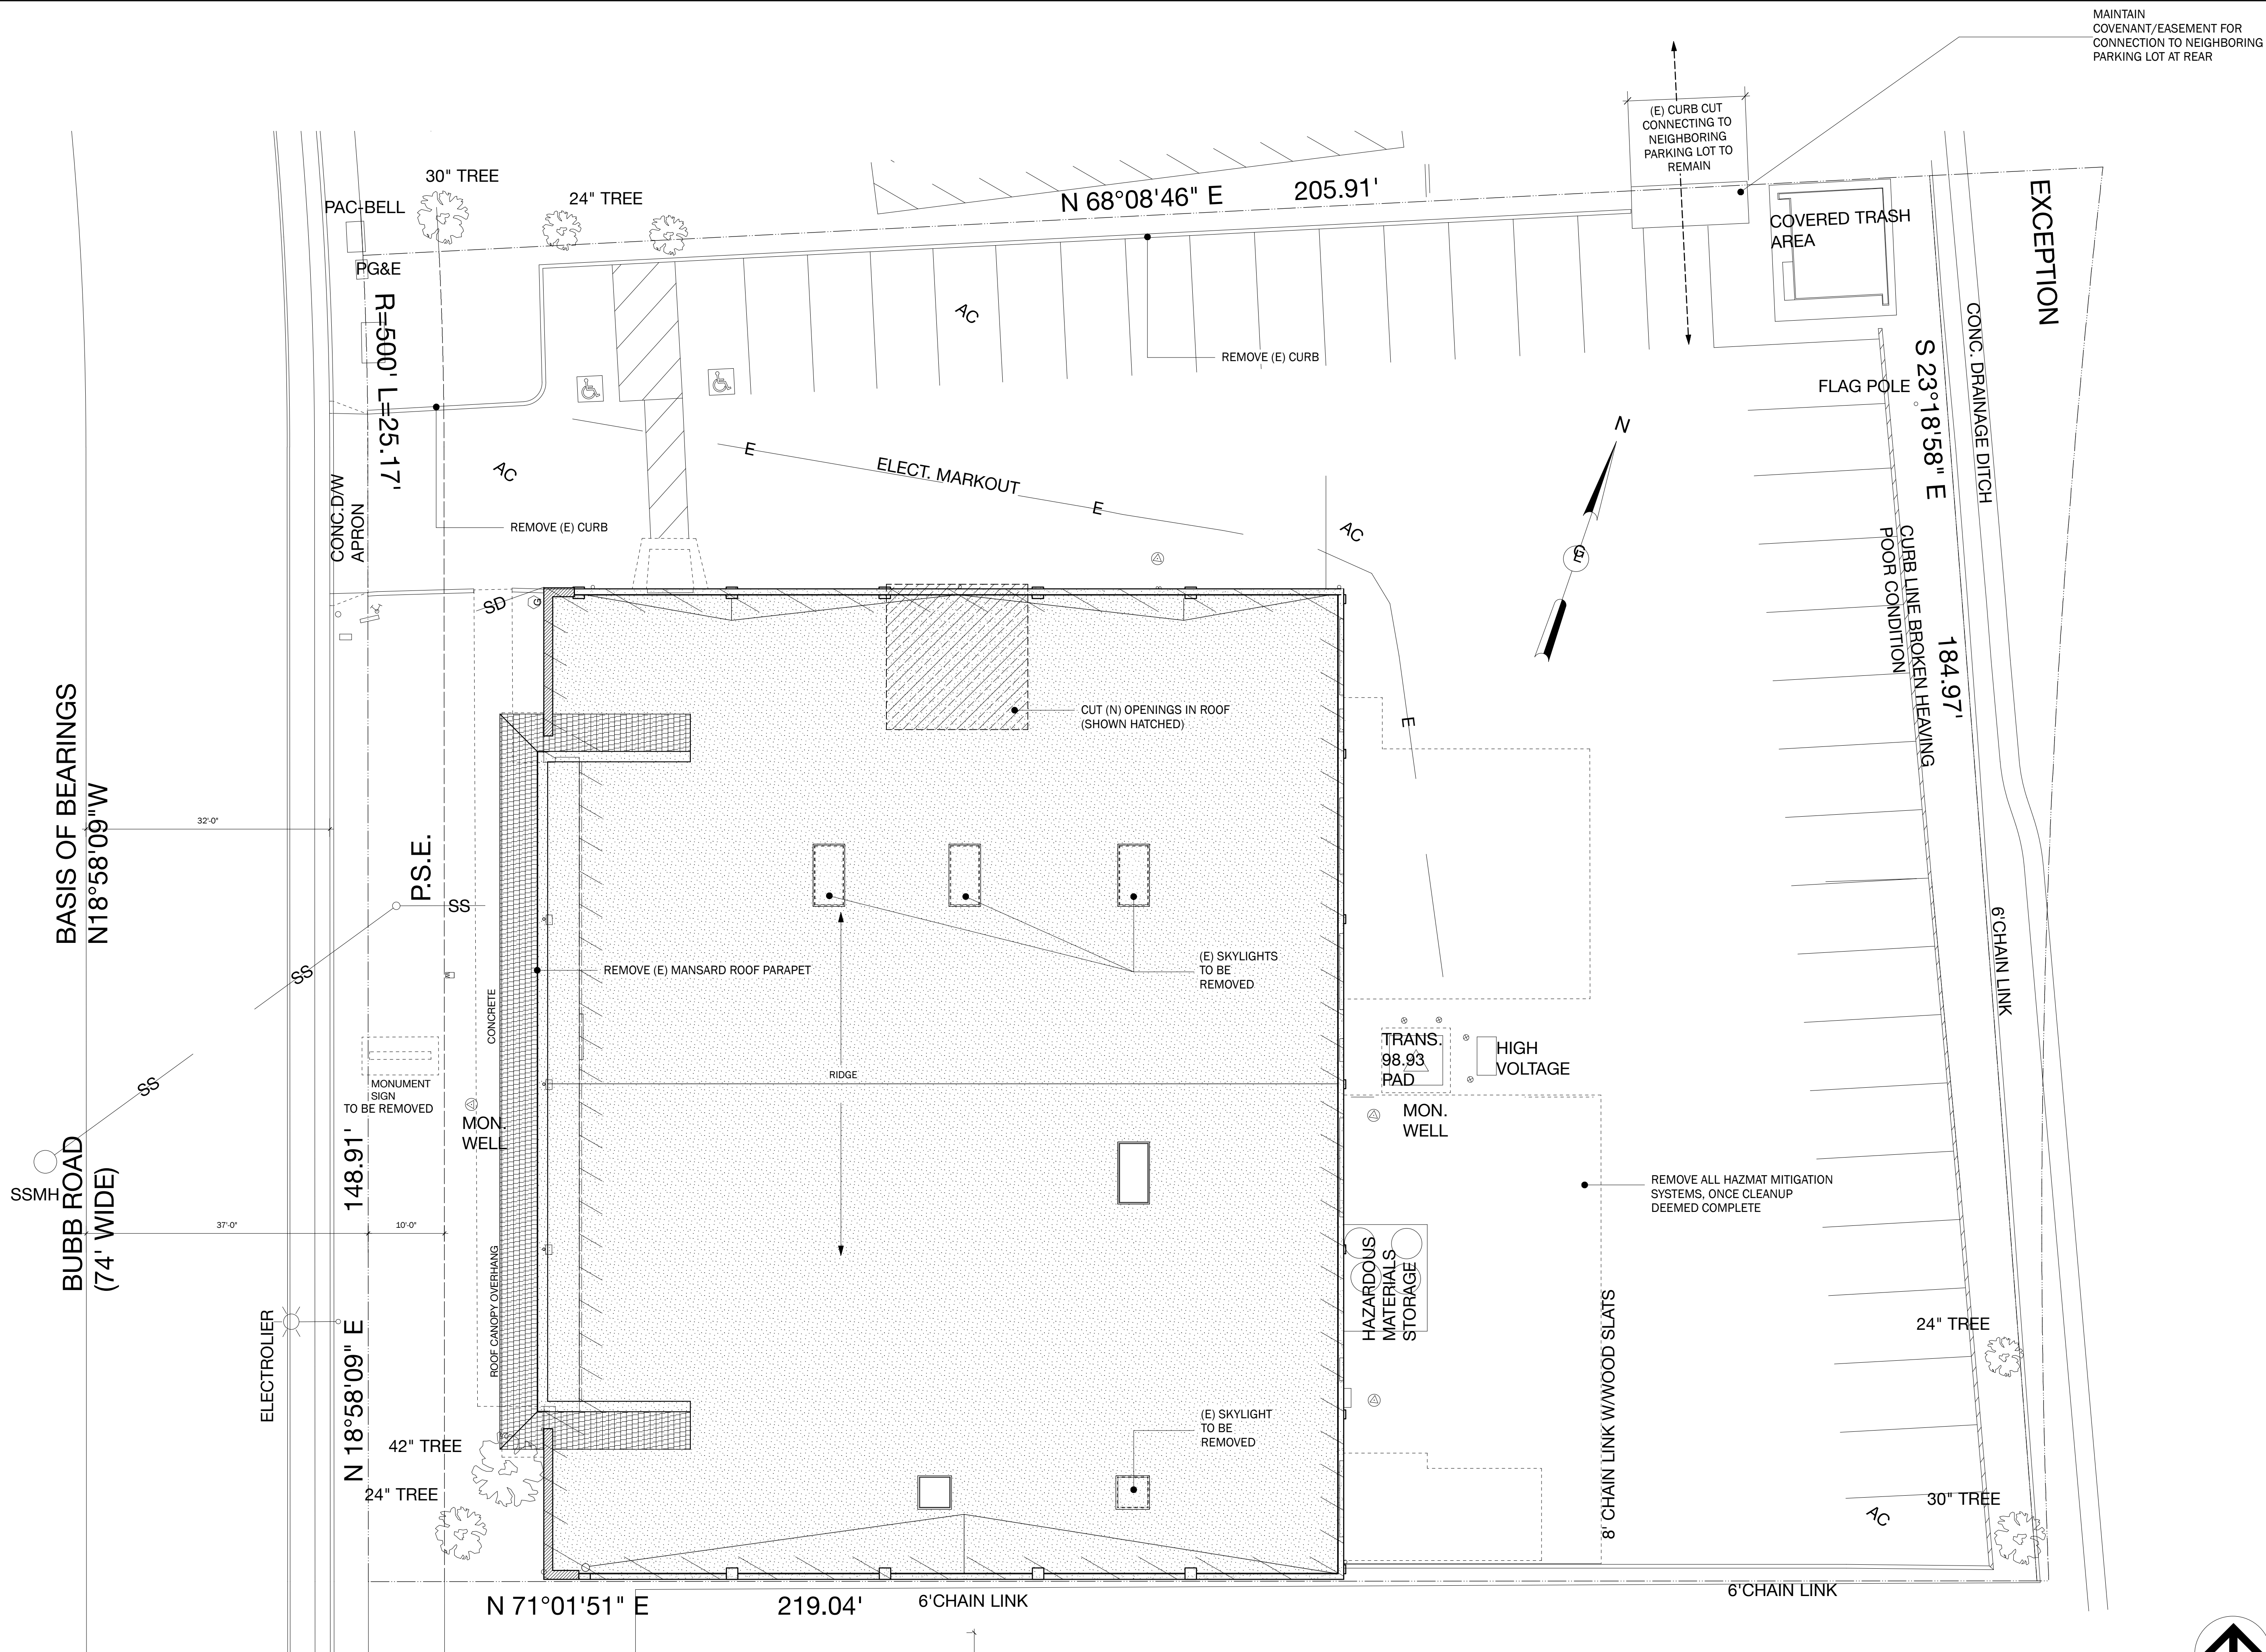 MAINTAIN
COVENANT/EASEMENT FOR
CONNECTION TO NEIGHBORING
PARKING LOT AT REAR
(E) CURB CUT
CONNECTING TO
NEIGHBORING
PARKING LOT TO
REMAIN
30" TREE
24" TREE
PAC-BELL
PG&E
N 68°08'46" E
205.91'
COVERED TRASH
AREA
EXCEPTION
R=500' L=25.17'
AC
REMOVE (E) CURB
FLAG POLE
S 23°18'58" E
CONC. DRAINAGE DITCH
N
E
ELECT. MARKOUT
E
AC
REMOVE (E) CURB
CONC.D/W
APRON
AC
G
E
CURB LINE BROKEN HEAVING
POOR CONDITION
184.97'
SD
G
CUT (N) OPENINGS IN ROOF
(SHOWN HATCHED)
E
BASIS OF BEARINGS
N18°58'09"W
32'-0"
P.S.E.
SS
SS
SS
REMOVE (E) MANSARD ROOF PARAPET
(E) SKYLIGHTS
TO BE
REMOVED
6'CHAIN LINK
CONCRETE
RIDGE
TRANS.
98.93
PAD
HIGH
VOLTAGE
MONUMENT
SIGN
TO BE REMOVED
MON.
WELL
MON.
WELL
148.91'
SSMH
BUBB ROAD
(74' WIDE)
37'-0"
10'-0"
REMOVE ALL HAZMAT MITIGATION
SYSTEMS, ONCE CLEANUP
DEEMED COMPLETE
ROOF CANOPY OVERHANG
HAZARDOUS
MATERIALS
STORAGE
ELECTROLIER
N 18°58'09" E
8' CHAIN LINK W/WOOD SLATS
24" TREE
42" TREE
24" TREE
(E) SKYLIGHT
TO BE
REMOVED
30" TREE
AC
N 71°01'51" E
219.04'
6'CHAIN LINK
6'CHAIN LINK